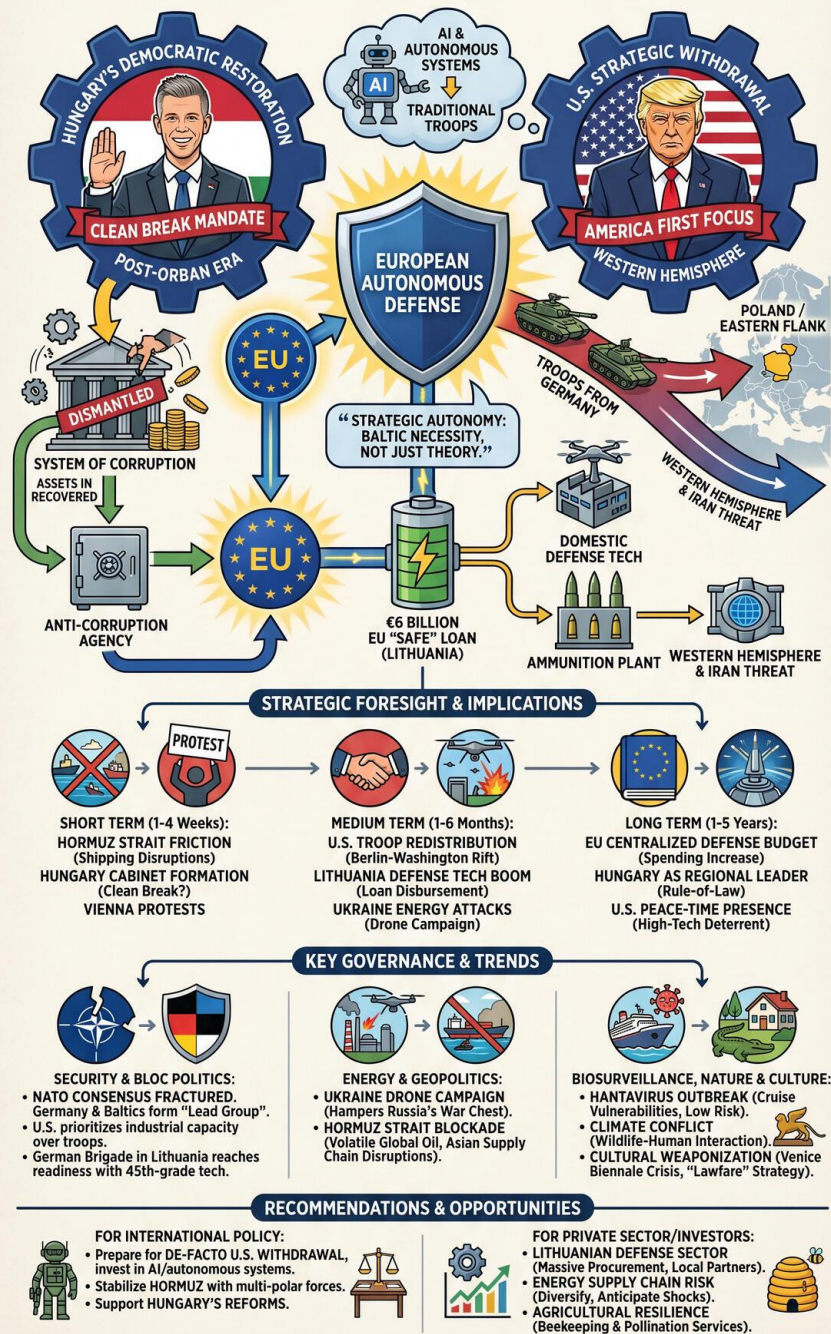 HUNGARY'S DEMOCRATIC RESTORATION
CLEAN BREAK MANDATE
POST-ORBAN ERA
AI &
AUTONOMOUS
SYSTEMS
AI
TRADITIONAL
TROOPS
U.S. STRATEGIC WITHDRAWAL
AMERICA FIRST FOCUS
WESTERN HEMISPHERE
EUROPEAN
AUTONOMOUS
DEFENSE
POLAND /
EASTERN FLANK
TROOPS FROM
GERMANY
WESTERN HEMISPHERE
& IRAN THREAT
EU
DISMANTLED
SYSTEM OF CORRUPTION
ASSETS IN
RECOVERED
“ STRATEGIC AUTONOMY:
BALTIC NECESSITY,
NOT JUST THEORY.”
DOMESTIC
DEFENSE TECH
EU
ANTI-CORRUPTION
AGENCY
€6 BILLION
EU “SAFE” LOAN
(LITHUANIA)
AMMUNITION PLANT
WESTERN HEMISPHERE
& IRAN THREAT
STRATEGIC FORESIGHT & IMPLICATIONS
PROTEST
SHORT TERM (1-4 Weeks):
HORMUZ STRAIT FRICTION
(Shipping Disruptions)
HUNGARY CABINET FORMATION
(Clean Break?)
VIENNA PROTESTS
MEDIUM TERM (1-6 Months):
U.S. TROOP REDISTRIBUTION
(Berlin-Washington Rift)
LITHUANIA DEFENSE TECH BOOM
(Loan Disbursement)
UKRAINE ENERGY ATTACKS
(Drone Campaign)
LONG TERM (1-5 Years):
EU CENTRALIZED DEFENSE BUDGET
(Spending Increase)
HUNGARY AS REGIONAL LEADER
(Rule-of-Law)
U.S. PEACE-TIME PRESENCE
(High-Tech Deterrent)
KEY GOVERNANCE & TRENDS
SECURITY & BLOC POLITICS:
• NATO CONSENSUS FRACTURED.
Germany & Baltics form “Lead Group”.
• U.S. prioritizes industrial capacity
over troops.
• German Brigade in Lithuania reaches
readiness with 45th-grade tech.
ENERGY & GEOPOLITICS:
• UKRAINE DRONE CAMPAIGN
(Hampers Russia's War Chest).
• HORMUZ STRAIT BLOCKADE
(Volatile Global Oil, Asian Supply
Chain Disruptions).
BIOSURVEILLANCE, NATURE & CULTURE:
• HANTAVIRUS OUTBREAK (Cruise
Vulnerabilities, Low Risk).
• CLIMATE CONFLICT
(Wildlife-Human Interaction).
• CULTURAL WEAPONIZATION (Venice
Biennale Crisis, “Lawfare” Strategy).
RECOMMENDATIONS & OPPORTUNITIES
FOR INTERNATIONAL POLICY:
• Prepare for DE-FACTO U.S. WITHDRAWAL,
invest in AI/autonomous systems.
• Stabilize HORMUZ with multi-polar forces.
• Support HUNGARY'S REFORMS.
FOR PRIVATE SECTOR/INVESTORS:
• LITHUANIAN DEFENSE SECTOR
(Massive Procurement, Local Partners).
• ENERGY SUPPLY CHAIN RISK
(Diversify, Anticipate Shocks).
• AGRICULTURAL RESILIENCE
(Beekeeping & Pollination Services).